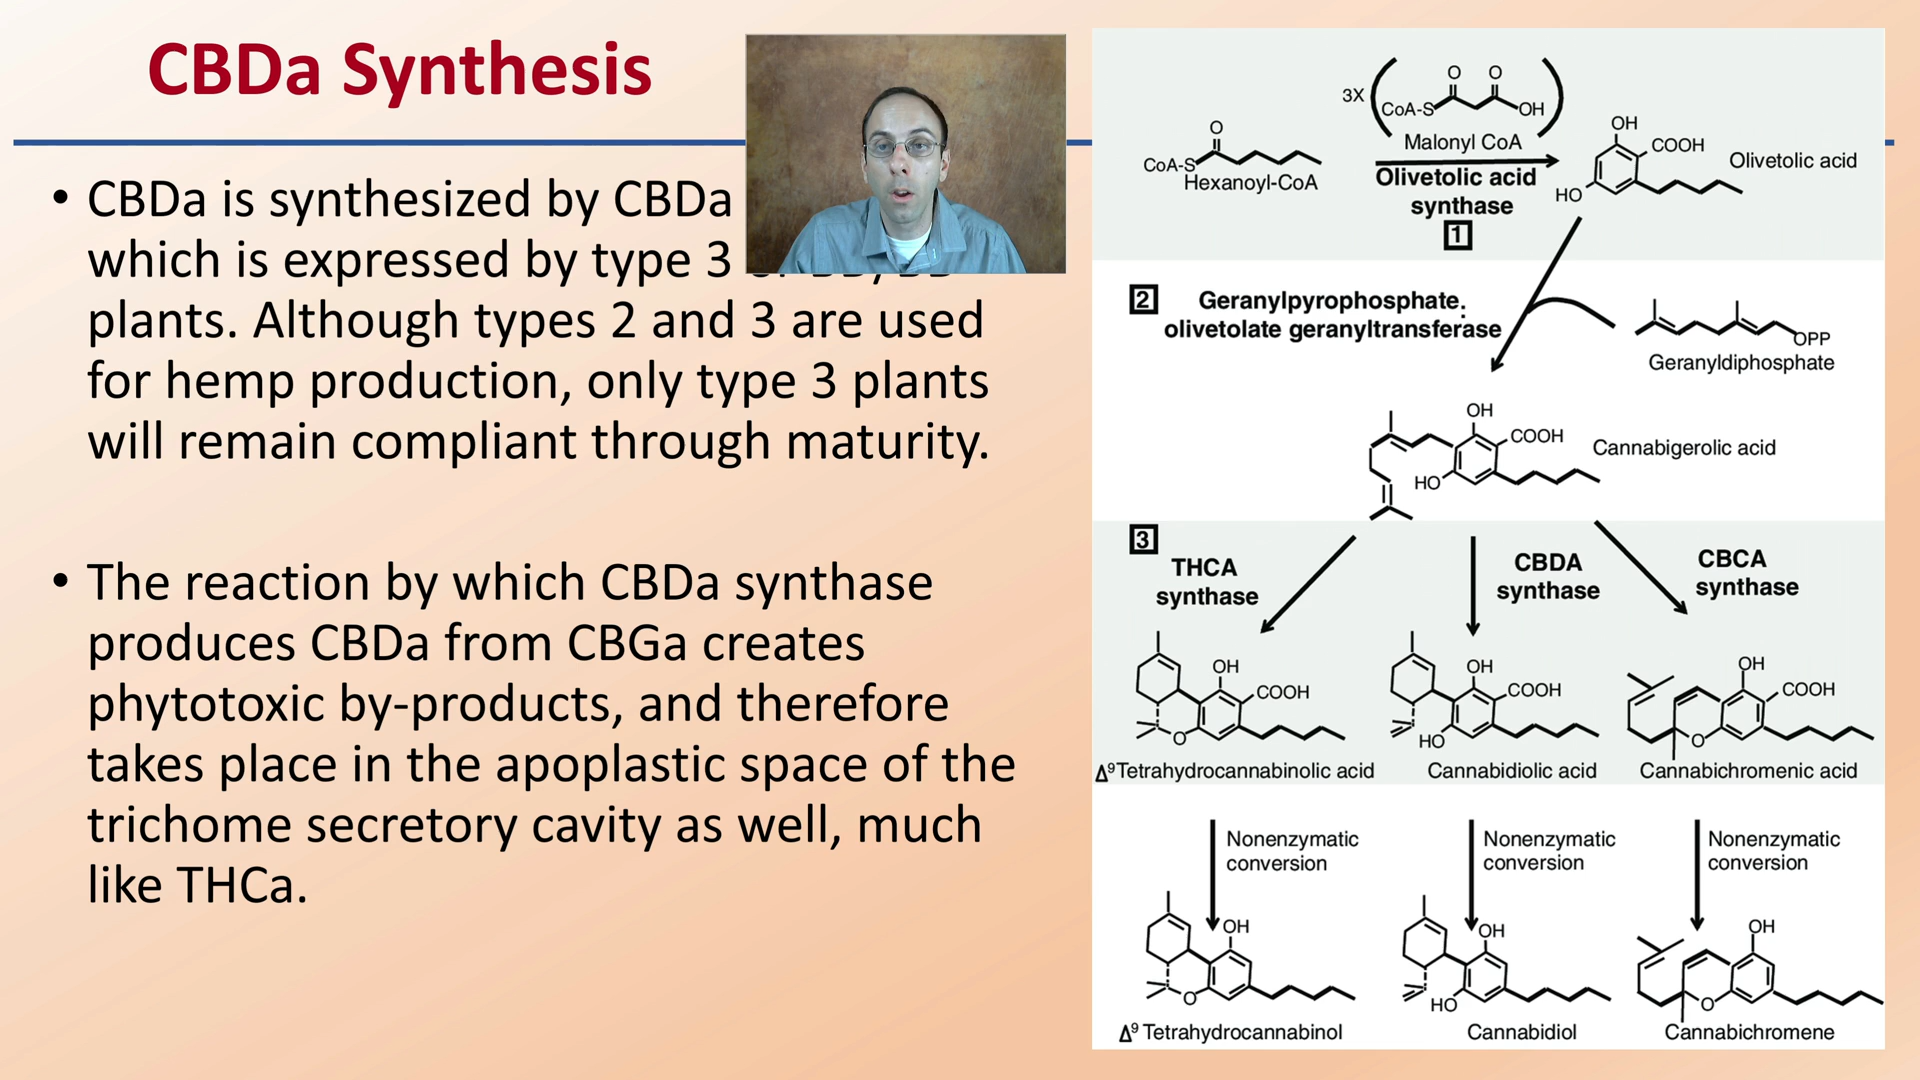 CBDa Synthesis
• CBDa is synthesized by CBDa
which is expressed by type 3
plants. Although types 2 and 3 are used
for hemp production, only type 3 plants
will remain compliant through maturity.
• The reaction by which CBDa synthase
produces CBDa from CBGa creates
phytotoxic by-products, and therefore
takes place in the apoplastic space of the
trichome secretory cavity as well, much
like THCa.
3X
O O
CoA-S
OH
Malonyl CoA
O
CoA-S
Hexanoyl-CoA
Olivetolic acid
synthase
1
OH
COOH
HO
Olivetolic acid
2
Geranylpyrophosphate:
olivetolate geranyltransferase
OPP
Geranyldiphosphate
OH
COOH
HO
Cannabigerolic acid
3
THCA
synthase
CBDA
synthase
CBCA
synthase
OH
COOH
O
Δ⁹Tetrahydrocannabinolic acid
OH
COOH
HO
Cannabidiolic acid
OH
COOH
O
Cannabichromenic acid
Nonenzymatic
conversion
Nonenzymatic
conversion
Nonenzymatic
conversion
OH
O
Δ⁹ Tetrahydrocannabinol
OH
HO
Cannabidiol
OH
O
Cannabichromene